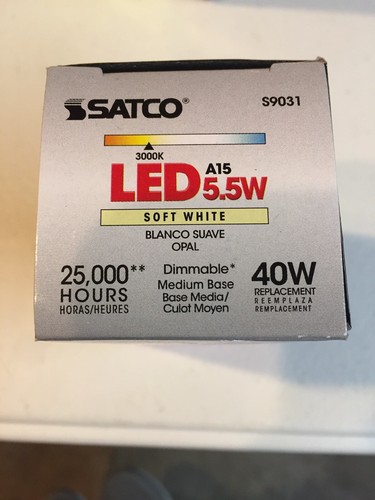 SATCO®
S9031
3000K
LED A15 5.5W
SOFT WHITE
BLANCO SUAVE
OPAL
25,000**
HOURS
HORAS/HEURES
Dimmable*
Medium Base
Base Media/
Culot Moyen
40W
REPLACEMENT
REEMPLAZA
REMPLACEMENT